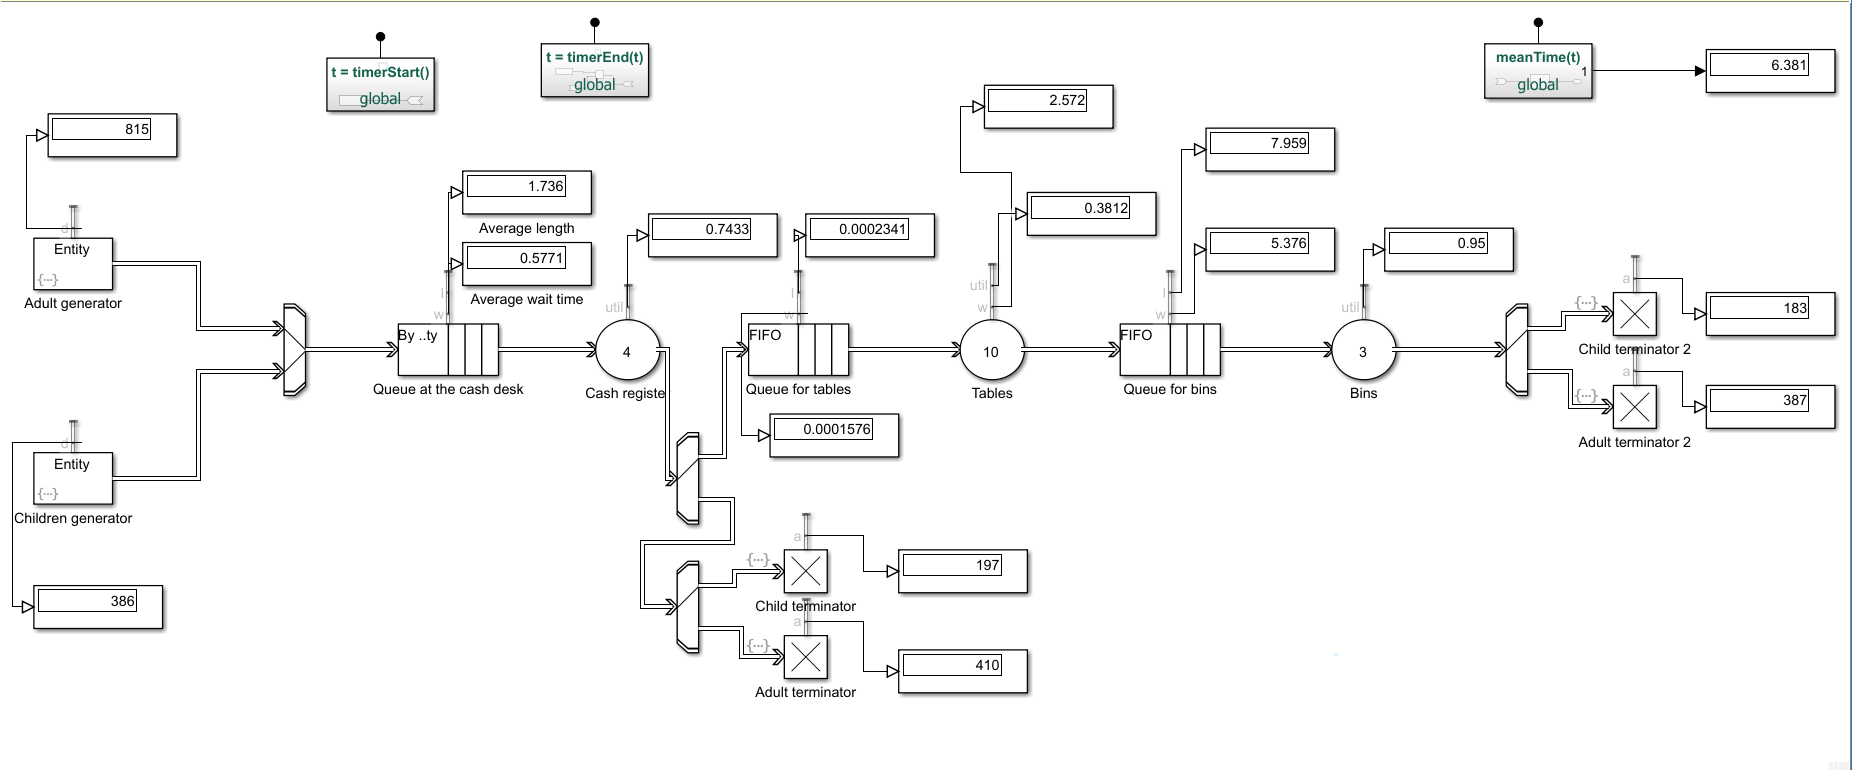 t = timerStart()
global
t = timerEnd(t)
global
meanTime(t)
1
global
6.381
815
d
Entity
{...}
Adult generator
1.736
Average length
0.5771
Average wait time
l
w
By ..ty
Queue at the cash desk
0.7433
util
4
Cash registe
0.0002341
l
w
FIFO
Queue for tables
0.0001576
2.572
0.3812
util
w
10
Tables
7.959
5.376
l
w
FIFO
Queue for bins
0.95
util
3
Bins
a
{...}
183
Child terminator 2
a
{...}
387
Adult terminator 2
d
Entity
{...}
Children generator
386
a
{...}
197
Child terminator
a
{...}
410
Adult terminator